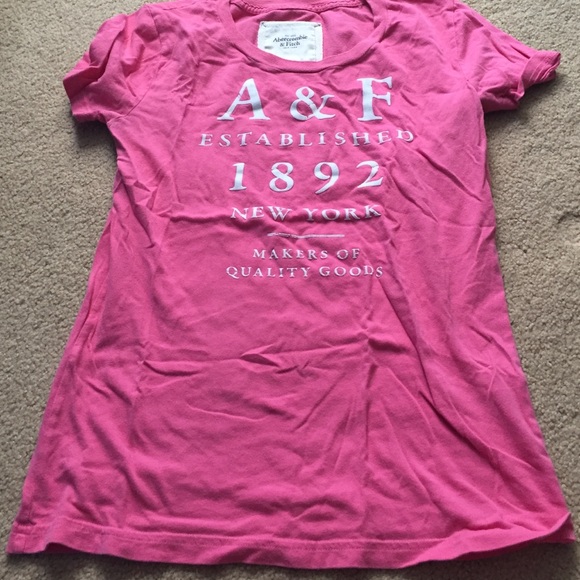 Abercrombie
& Fitch
A & F
ESTABLISHED
1892
NEW YORK
MAKERS OF
QUALITY GOODS